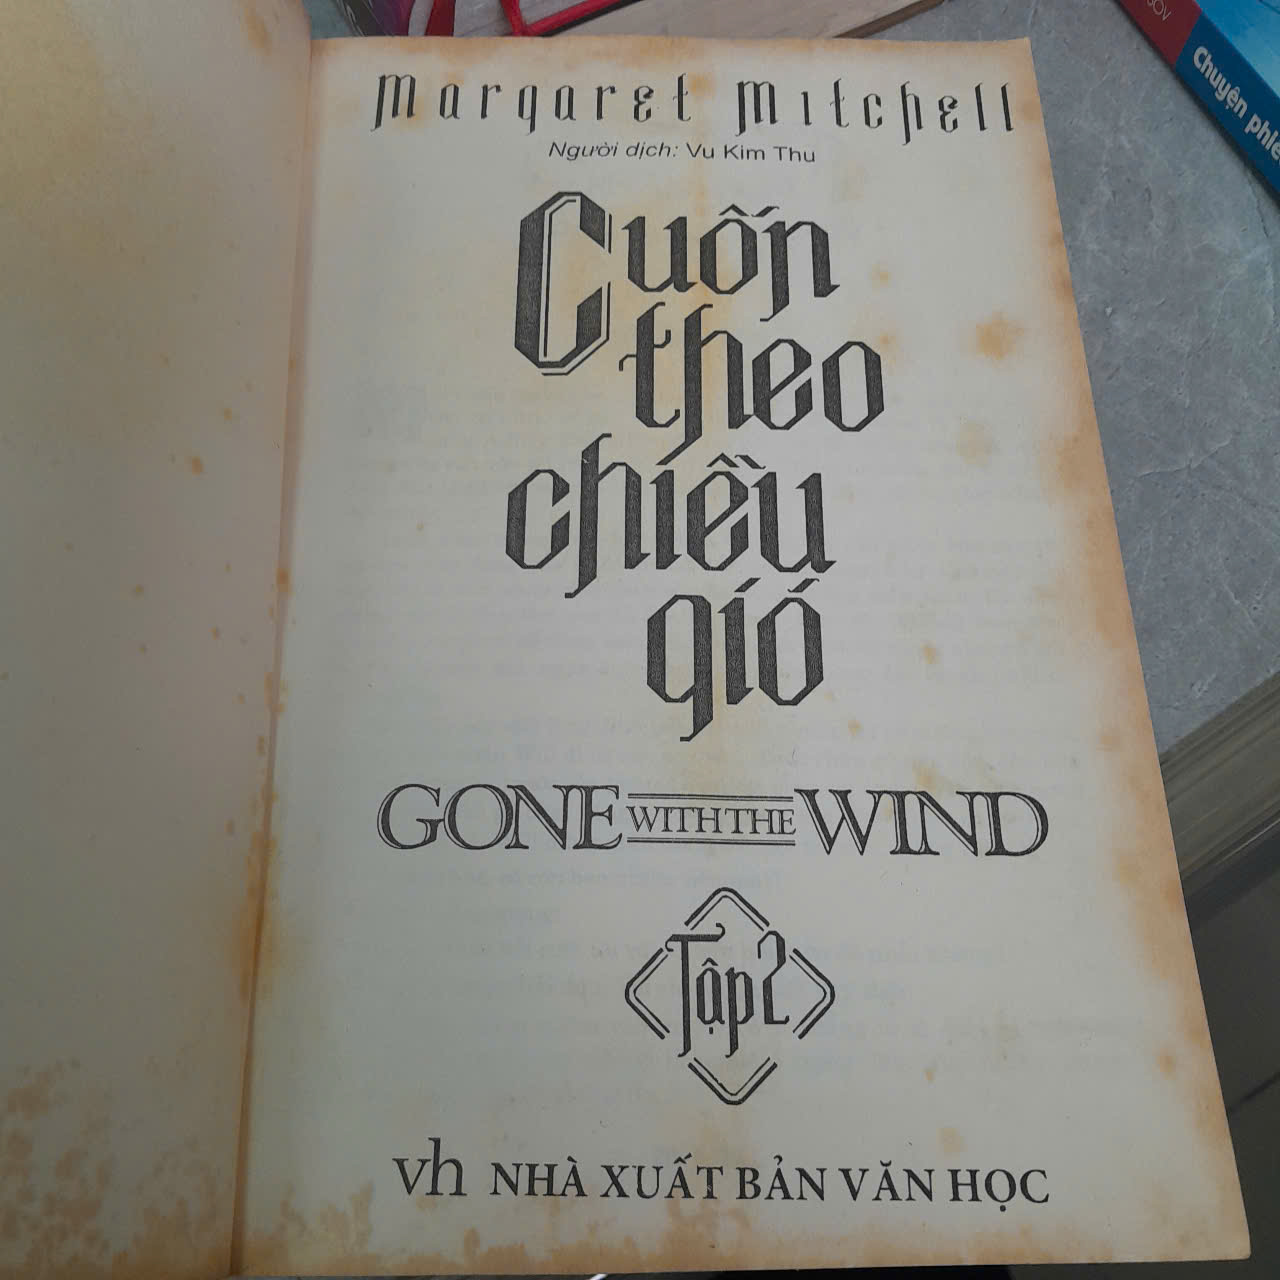 Margaret Mitchell
Người dịch: Vu Kim Thu
Cuốn
theo
chiều
gió
GONE WITH THE WIND
Tập 2
vh NHÀ XUẤT BẢN VĂN HỌC
Chuyện phiê